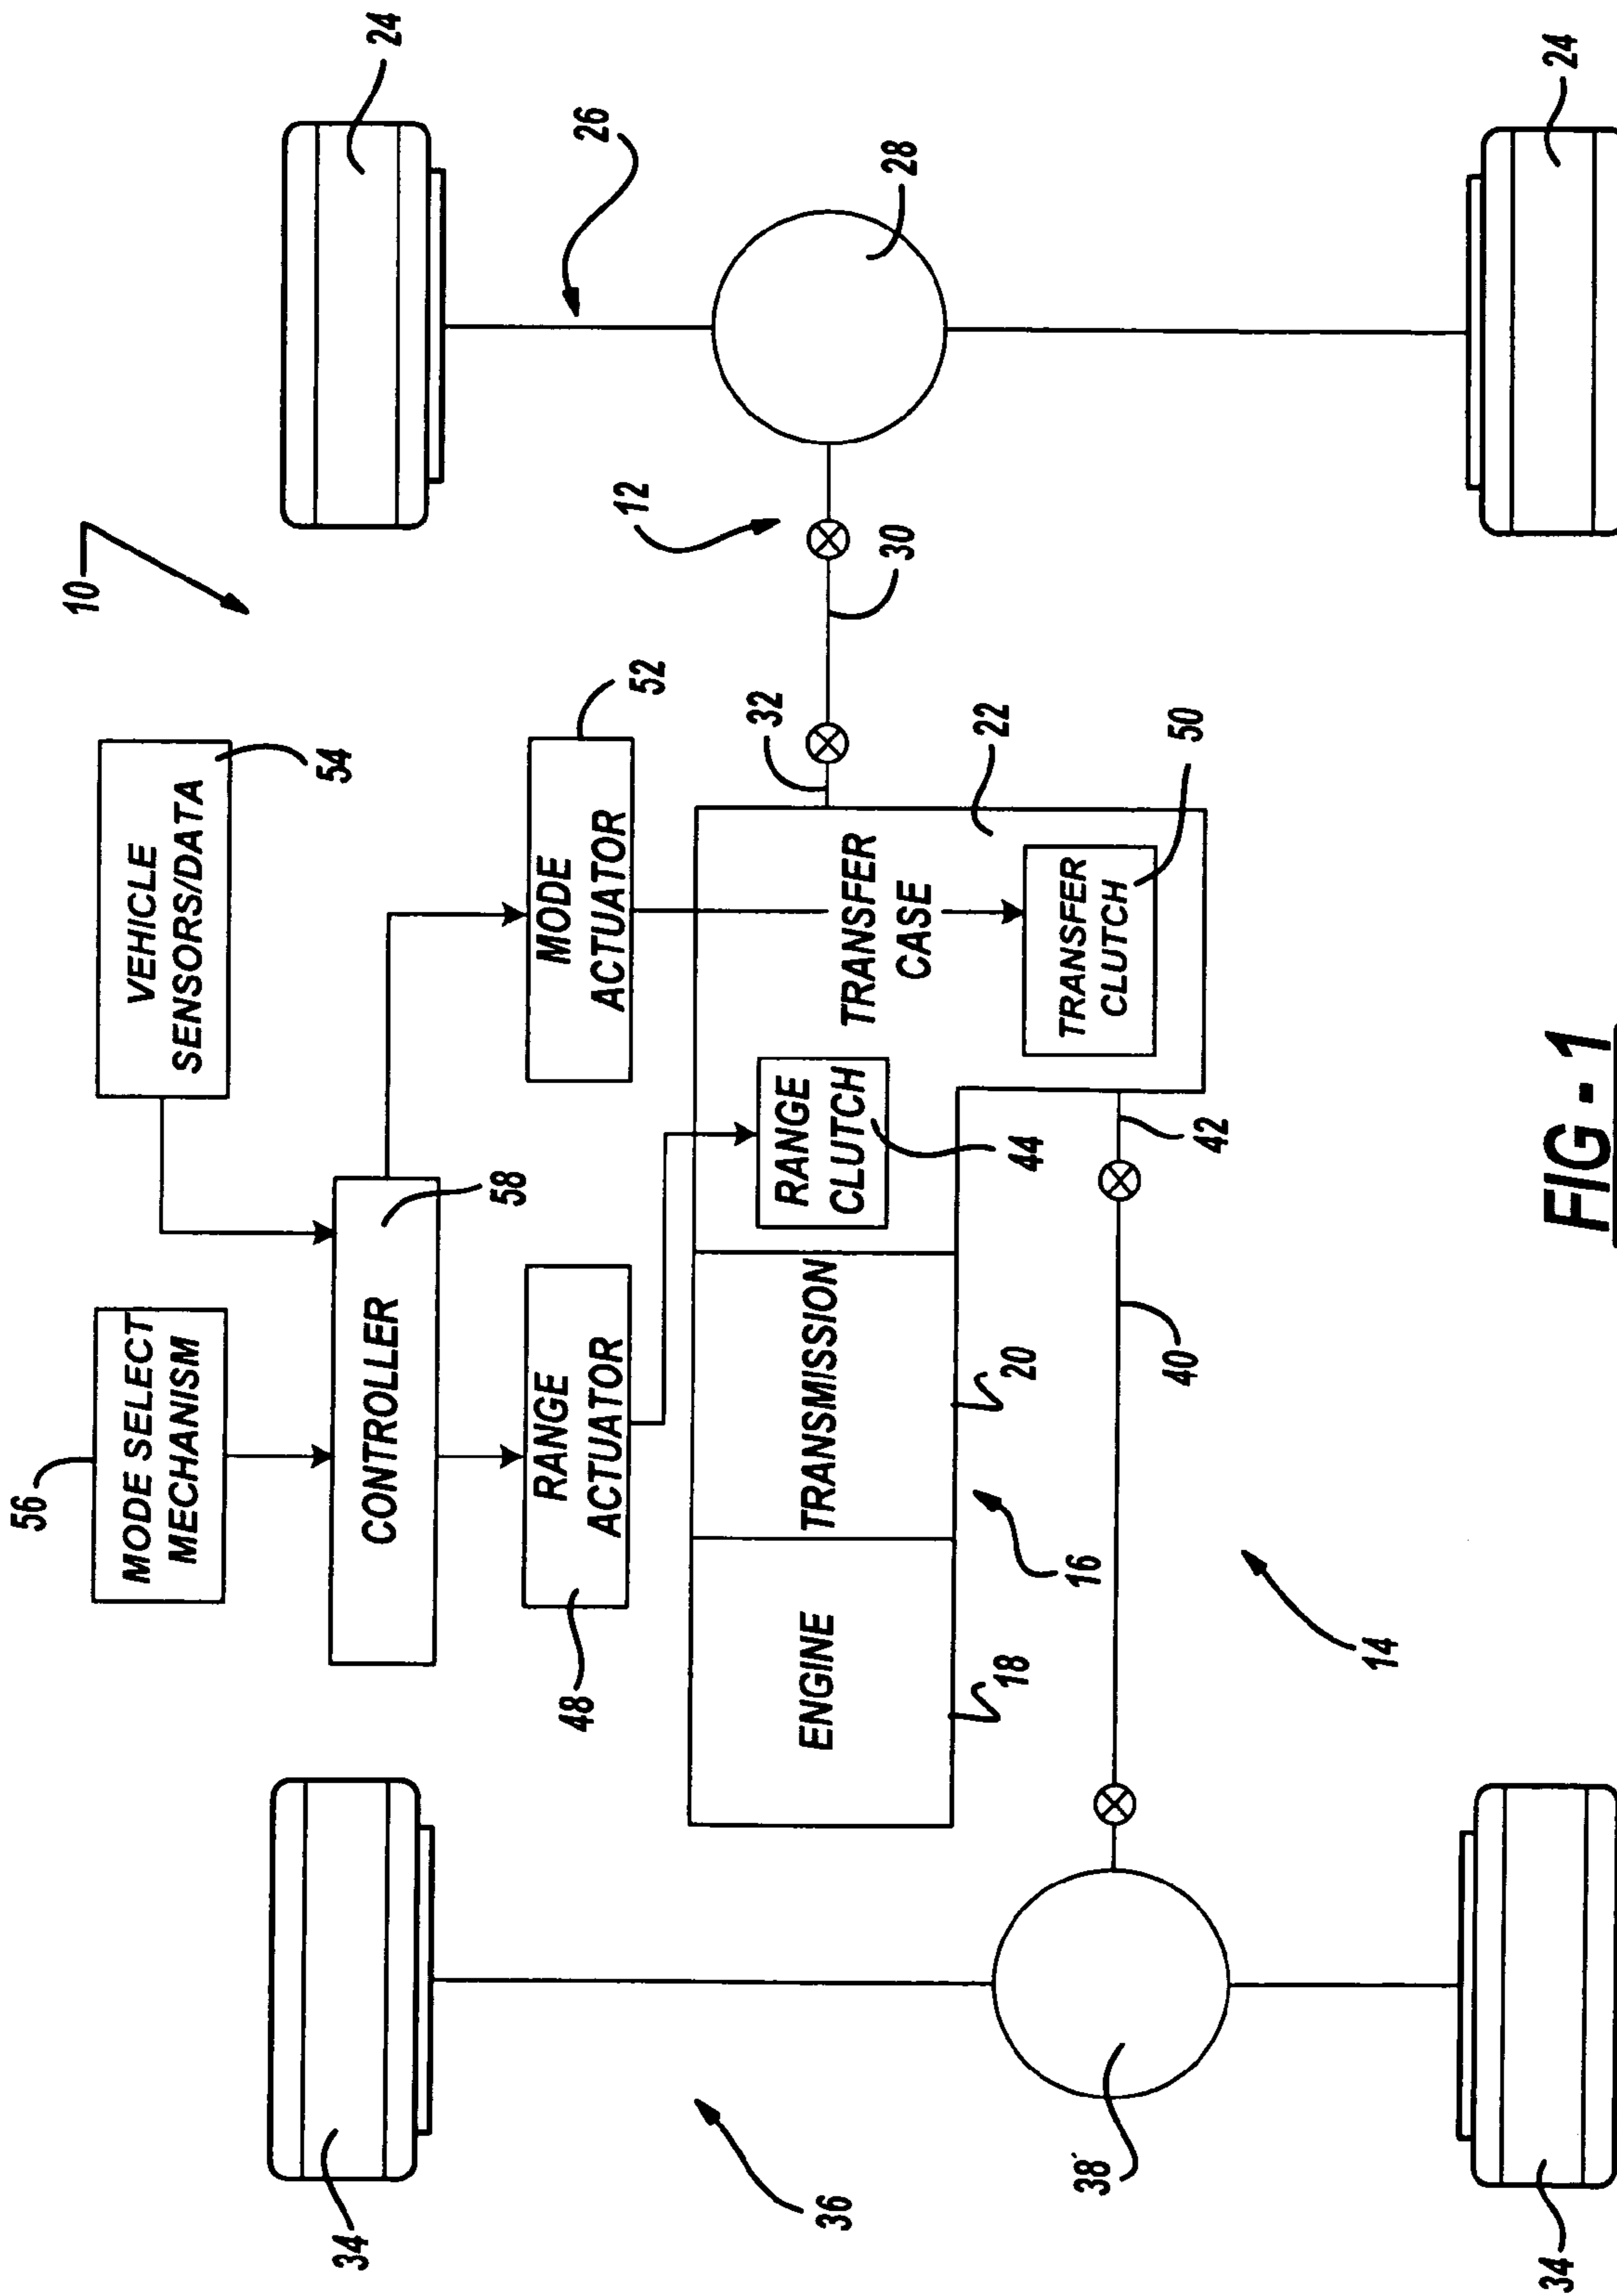 56
MODE SELECT
MECHANISM
VEHICLE
SENSORS/DATA
54
10
CONTROLLER
58
48
RANGE
ACTUATOR
MODE
ACTUATOR
52
ENGINE
18
TRANSMISSION
20
16
RANGE
CLUTCH
44
TRANSFER
CASE
22
TRANSFER
CLUTCH
50
32
30
12
28
26
24
24
34
36
38
34
14
40
42
FIG - 1